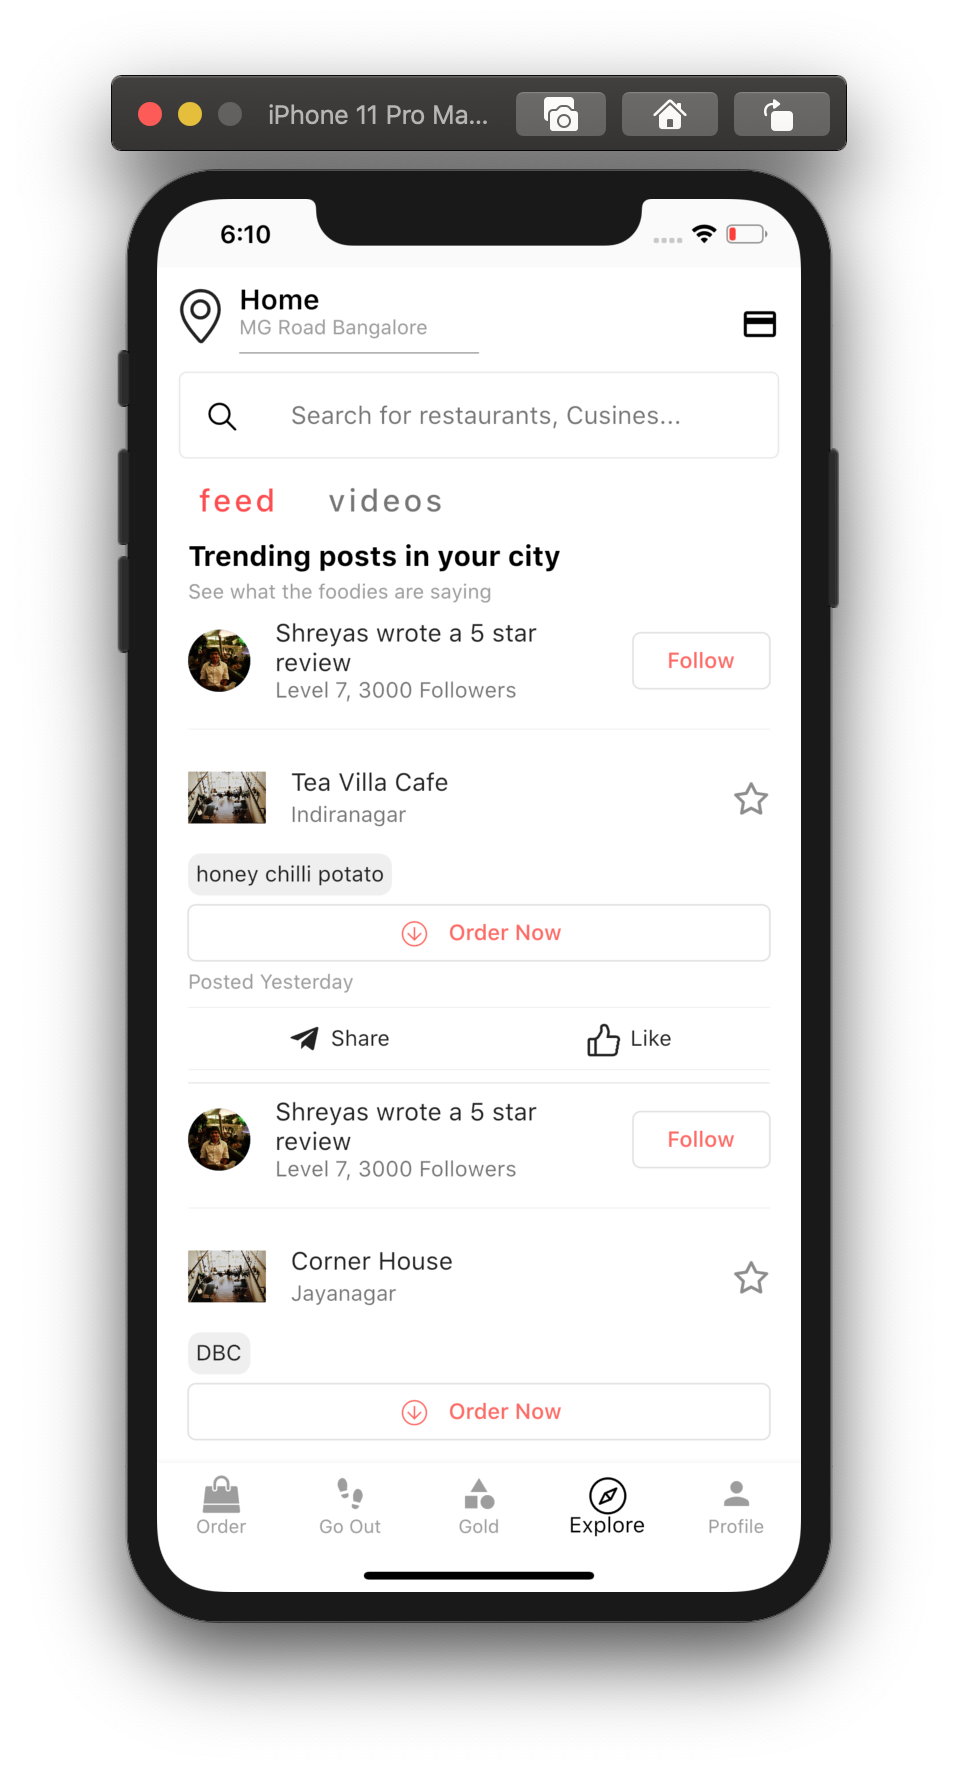 iPhone 11 Pro Ma...
6:10
Home
MG Road Bangalore
Search for restaurants, Cusines...
feed videos
Trending posts in your city
See what the foodies are saying
Shreyas wrote a 5 star
review
Level 7, 3000 Followers
Follow
Tea Villa Cafe
Indiranagar
honey chilli potato
Order Now
Posted Yesterday
Share Like
Shreyas wrote a 5 star
review
Level 7, 3000 Followers
Follow
Corner House
Jayanagar
DBC
Order Now
Order Go Out Gold Explore Profile